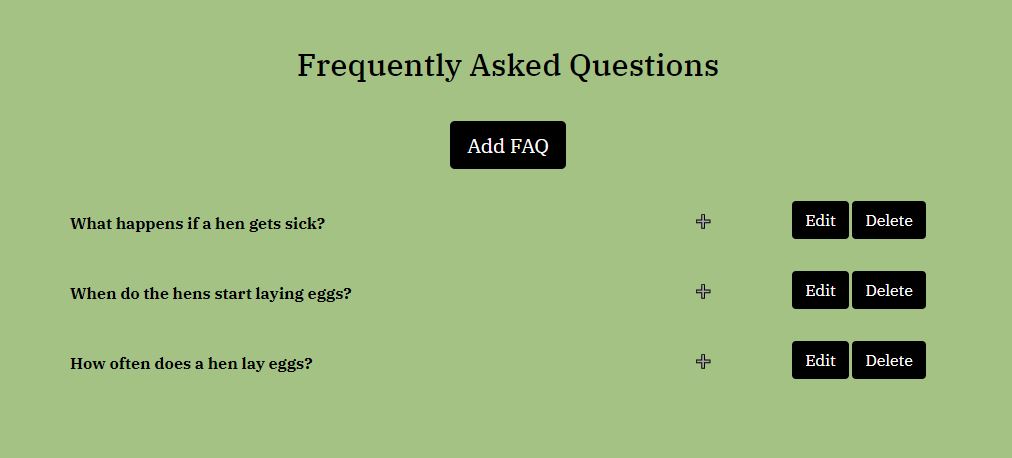 Frequently Asked Questions
Add FAQ
What happens if a hen gets sick? Edit Delete
When do the hens start laying eggs? Edit Delete
How often does a hen lay eggs? Edit Delete